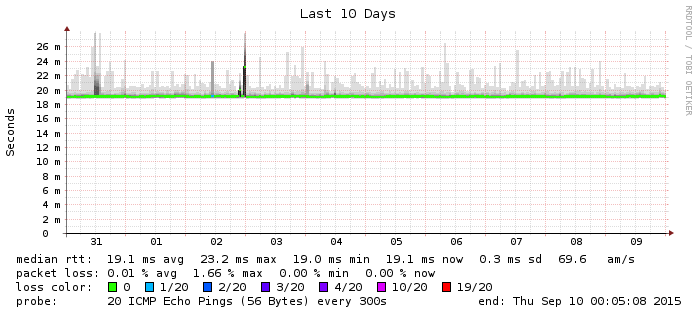 Last 10 Days
RRDTOOL / TOBI OETIKER
Seconds
26 m
24 m
22 m
20 m
18 m
16 m
14 m
12 m
10 m
8 m
6 m
4 m
2 m
0
31 01 02 03 04 05 06 07 08 09
median rtt: 19.1 ms avg 23.2 ms max 19.0 ms min 19.1 ms now 0.3 ms sd 69.6 am/s
packet loss: 0.01 % avg 1.66 % max 0.00 % min 0.00 % now
loss color: 0 1/20 2/20 3/20 4/20 10/20 19/20
probe: 20 ICMP Echo Pings (56 Bytes) every 300s end: Thu Sep 10 00:05:08 2015